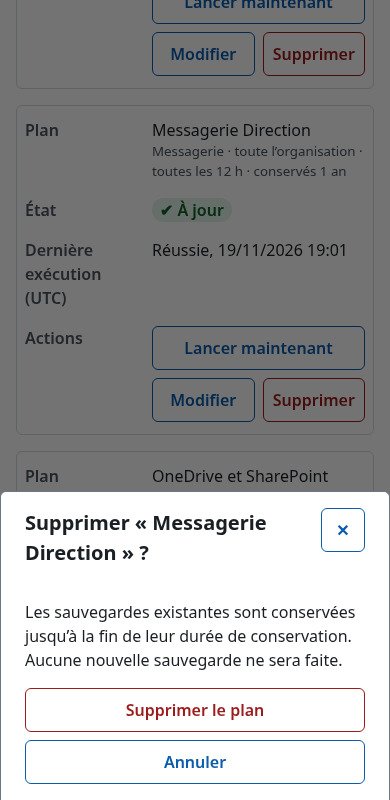 Lancer maintenant
Modifier
Supprimer
Plan
Messagerie Direction
Messagerie · toute l’organisation ·
toutes les 12 h · conservés 1 an
État
✔ À jour
Dernière
exécution
(UTC)
Réussie, 19/11/2026 19:01
Actions
Lancer maintenant
Modifier
Supprimer
Plan
OneDrive et SharePoint
Supprimer « Messagerie
Direction » ?
×
Les sauvegardes existantes sont conservées
jusqu’à la fin de leur durée de conservation.
Aucune nouvelle sauvegarde ne sera faite.
Supprimer le plan
Annuler